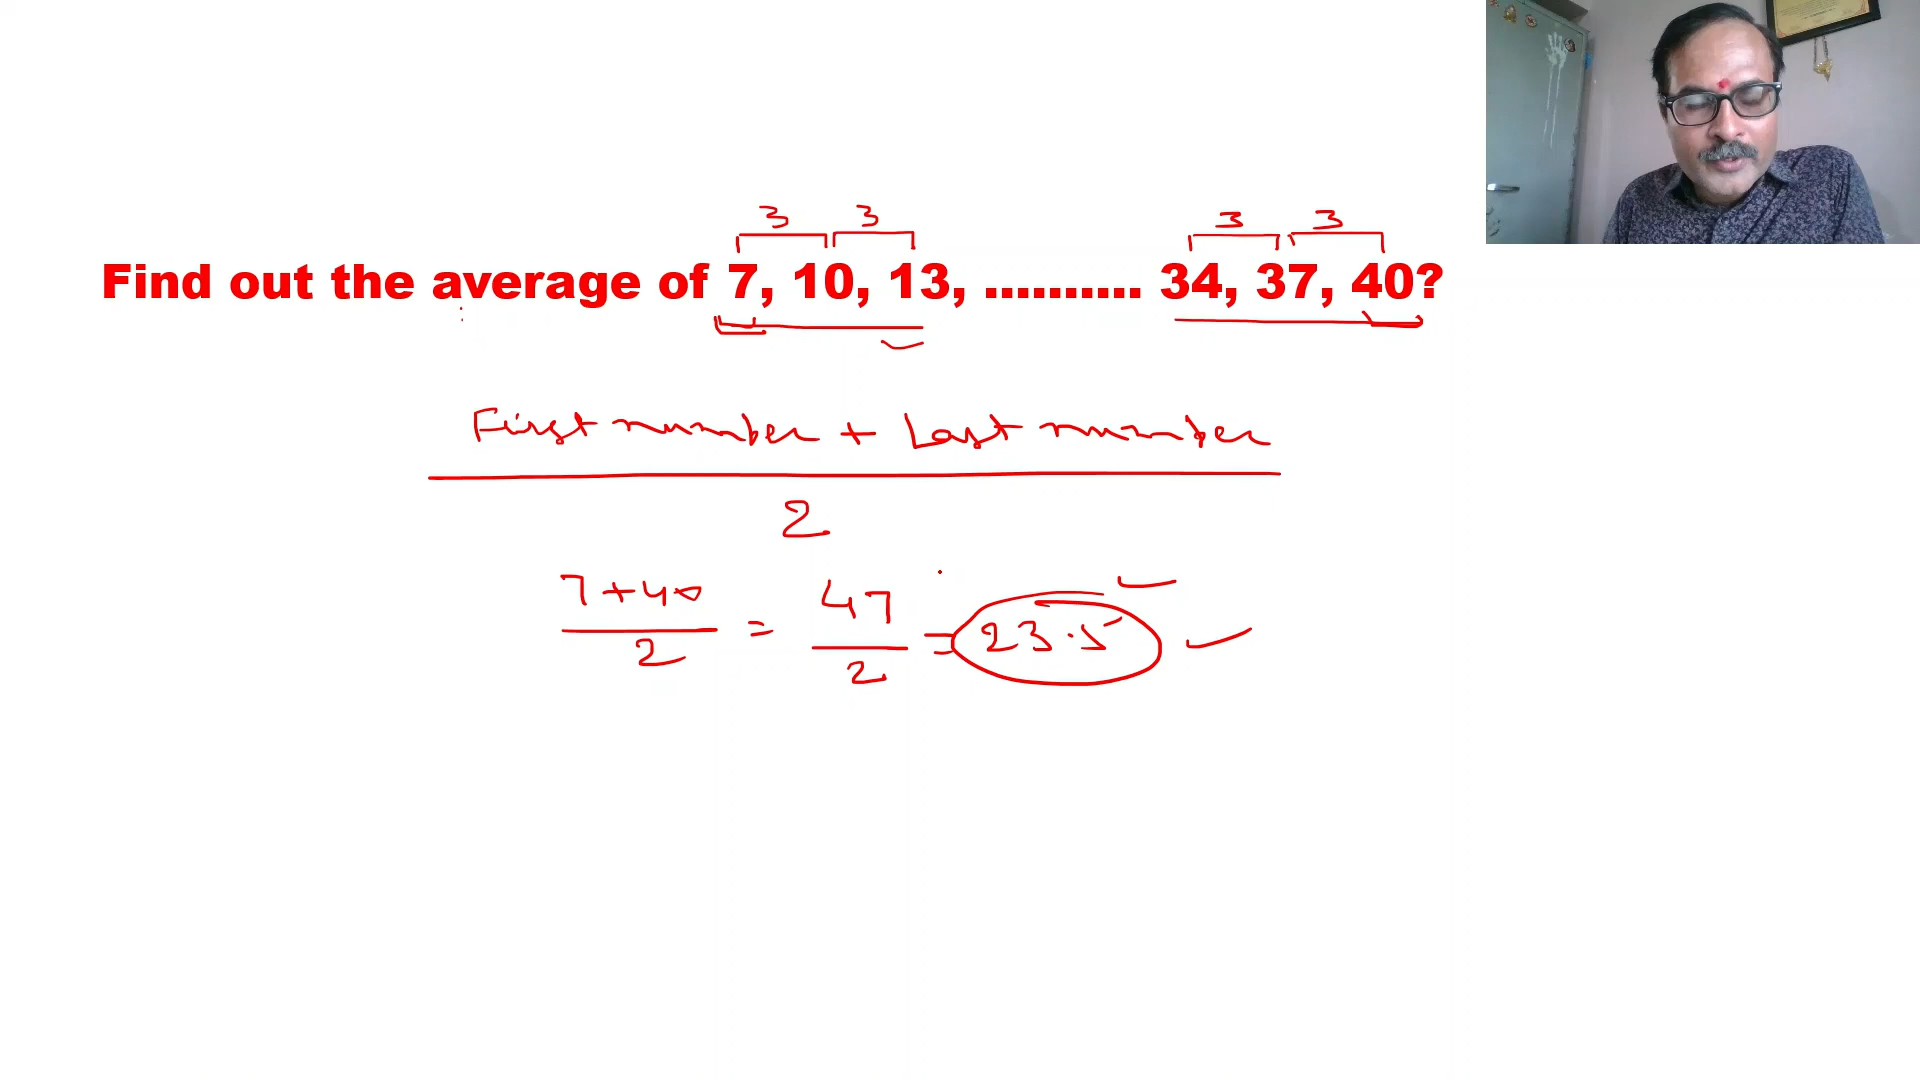 3 3 3 3
Find out the average of 7, 10, 13, .......... 34, 37, 40?
First number + Last number
2
7+40 = 47 = 23.5
2 2